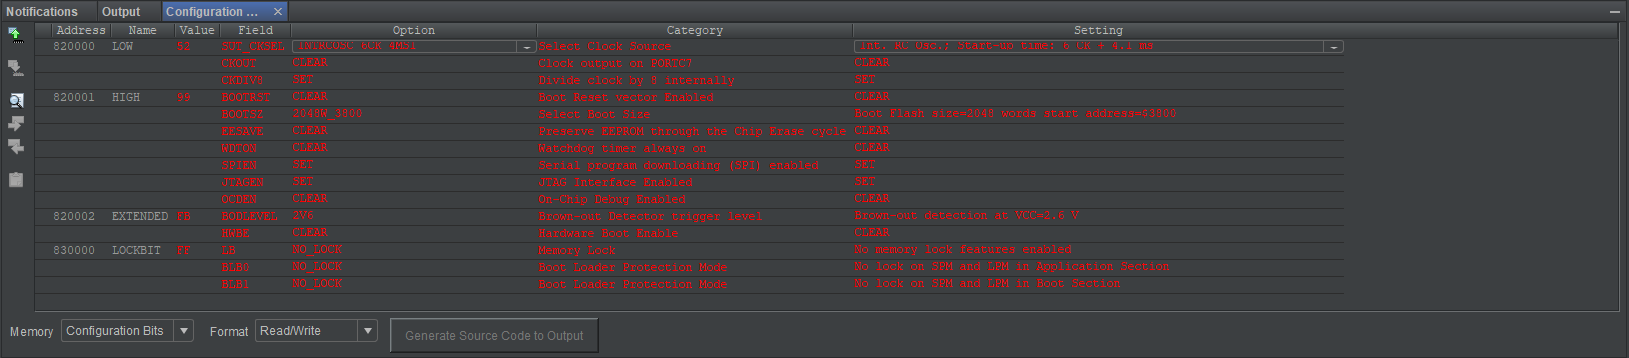 Notifications Output Configuration ... ×
Address Name Value Field Option Category Setting
820000 LOW 52 SUT_CKSEL INTRCOSC_6CK_4MS1 Select Clock Source Int. RC Osc.; Start-up time: 6 CK + 4.1 ms
CKOUT CLEAR Clock output on PORTC7 CLEAR
CKDIV8 SET Divide clock by 8 internally SET
820001 HIGH 99 BOOTRST CLEAR Boot Reset vector Enabled CLEAR
BOOTSZ 2048W_3800 Select Boot Size Boot Flash size=2048 words start address=$3800
EESAVE CLEAR Preserve EEPROM through the Chip Erase cycle CLEAR
WDTON CLEAR Watchdog timer always on CLEAR
SPIEN SET Serial program downloading (SPI) enabled SET
JTAGEN SET JTAG Interface Enabled SET
OCDEN CLEAR On-Chip Debug Enabled CLEAR
820002 EXTENDED FB BODLEVEL 2V6 Brown-out Detector trigger level Brown-out detection at VCC=2.6 V
HWBE CLEAR Hardware Boot Enable CLEAR
830000 LOCKBIT FF LB NO_LOCK Memory Lock No memory lock features enabled
BLB0 NO_LOCK Boot Loader Protection Mode No lock on SPM and LPM in Application Section
BLB1 NO_LOCK Boot Loader Protection Mode No lock on SPM and LPM in Boot Section
Memory Configuration Bits Format Read/Write Generate Source Code to Output